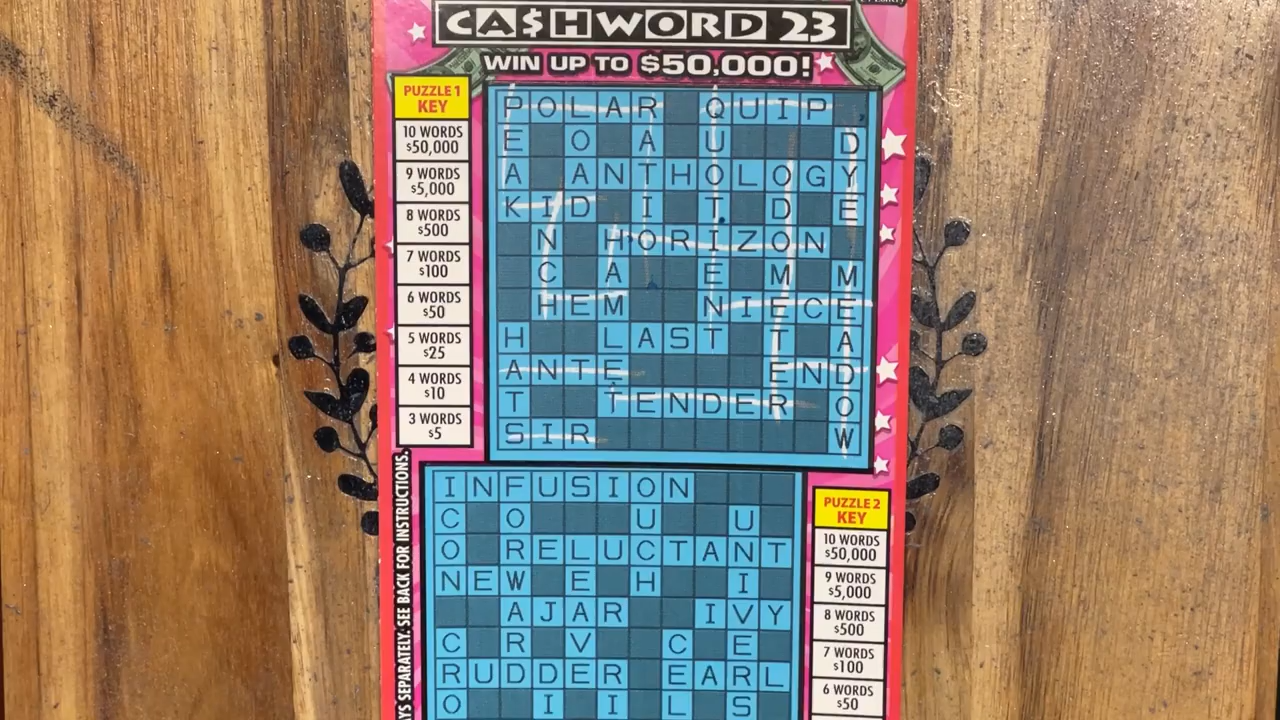 CA$HWORD 23
WIN UP TO $50,000!
PUZZLE 1
KEY
10 WORDS
$50,000
9 WORDS
$5,000
8 WORDS
$500
7 WORDS
$100
6 WORDS
$50
5 WORDS
$25
4 WORDS
$10
3 WORDS
$5
POLAR QUIP
E O A U D
A ANTHOLOGY
KID I T D E
N HORIZON
C A E M M
HEM NIECE
H LAST T A
ANTE END
T TENDER O
SIR W
SEE BACK FOR INSTRUCTIONS.
INFUSION
C O U U
O RELUCTANT
NEW E H I
AJAR IVY
C R V C E
RUDDER EARL
O I I L S
PUZZLE 2
KEY
10 WORDS
$50,000
9 WORDS
$5,000
8 WORDS
$500
7 WORDS
$100
6 WORDS
$50